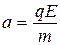 a = qE/m